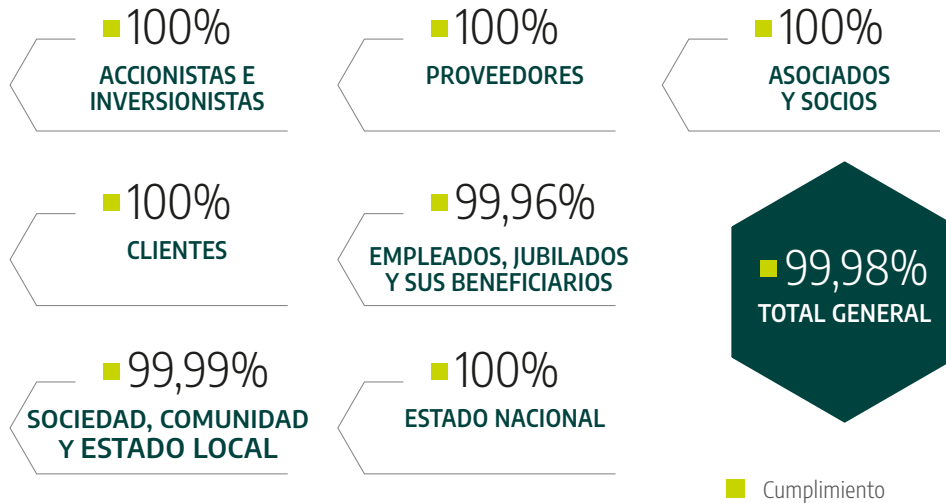 100%
ACCIONISTAS E
INVERSIONISTAS
100%
PROVEEDORES
100%
ASOCIADOS
Y SOCIOS
100%
CLIENTES
99,96%
EMPLEADOS, JUBILADOS
Y SUS BENEFICIARIOS
99,98%
TOTAL GENERAL
99,99%
SOCIEDAD, COMUNIDAD
Y ESTADO LOCAL
100%
ESTADO NACIONAL
Cumplimiento